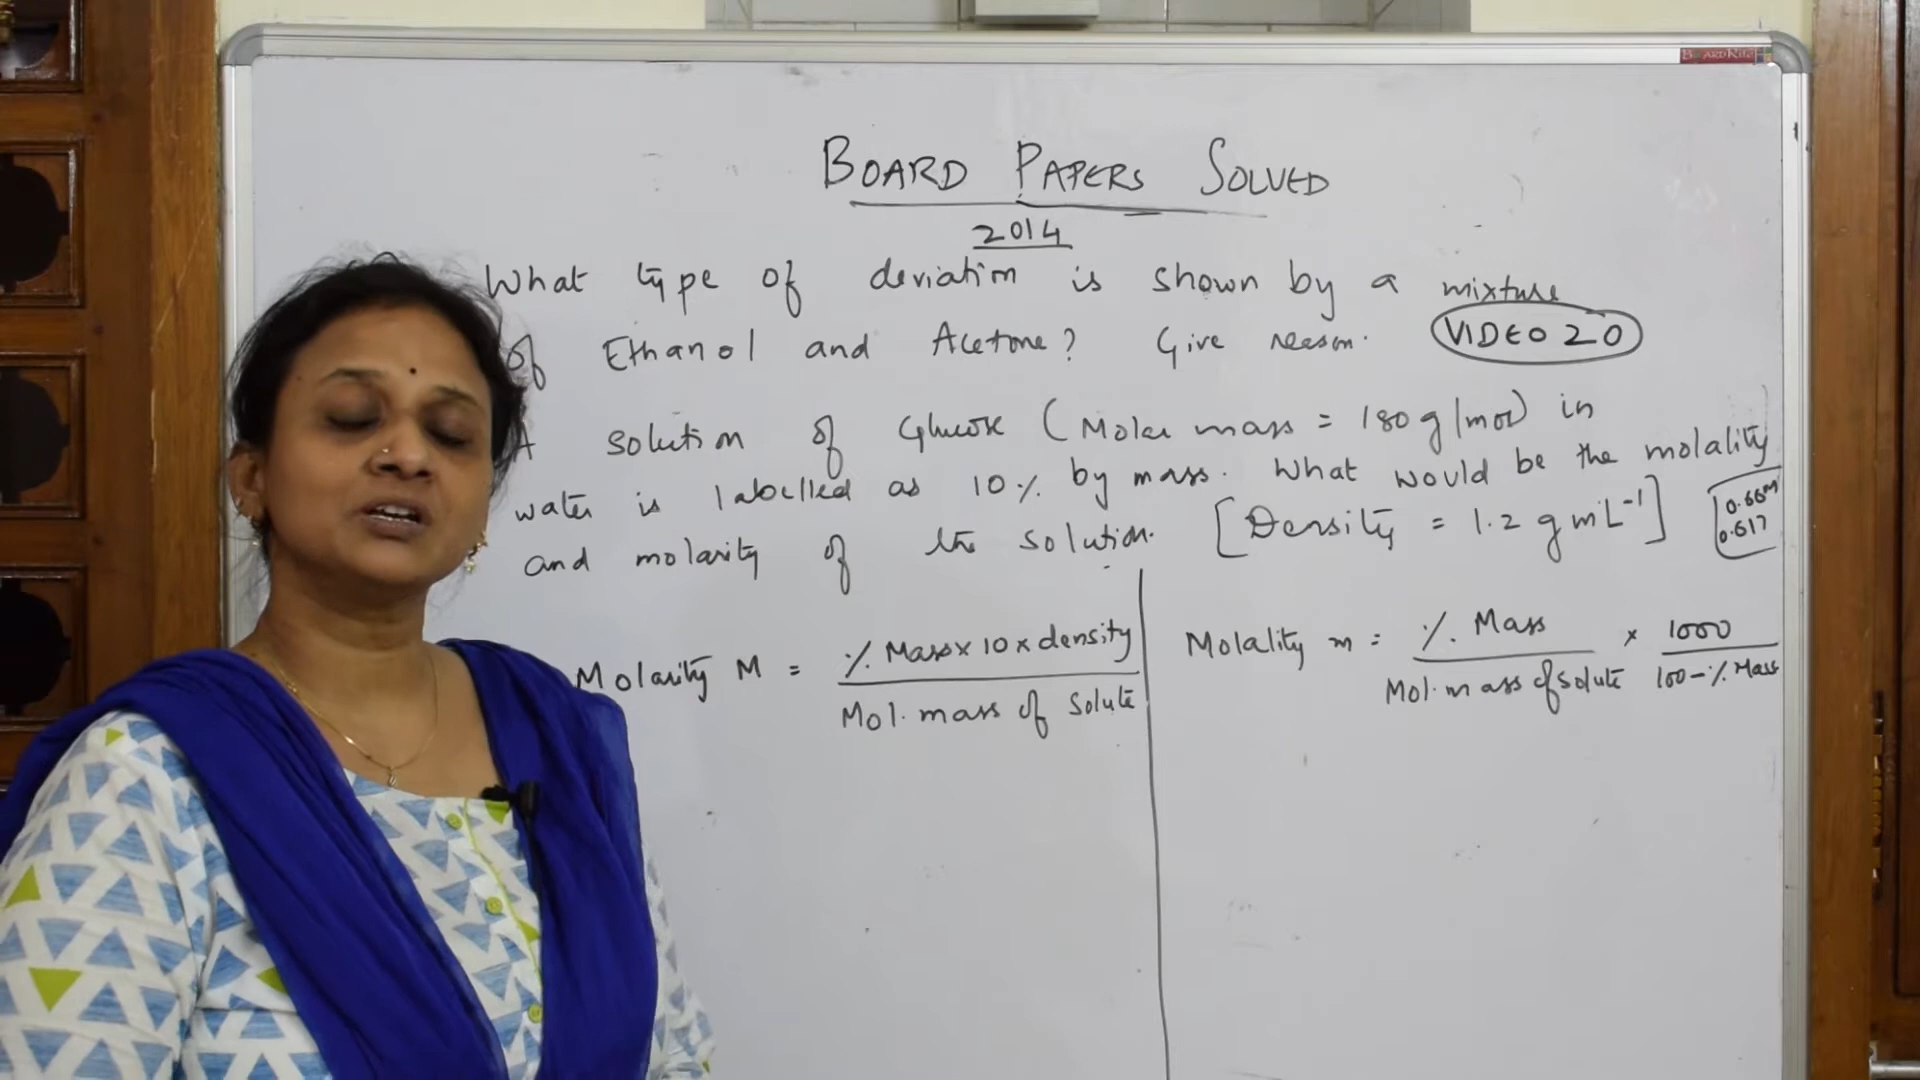 BOARDRITE
BOARD PAPERS SOLVED
2014
What type of deviation is shown by a mixture
of Ethanol and Acetone? Give reason. VIDEO 20
A solution of Glucose (Molar mass = 180 g/mol) in
water is labelled as 10% by mass. What would be the molality
and molarity of the solution. [Density = 1.2 g mL⁻¹]
0.66M
0.617
Molarity M = % Mass x 10 x density
Mol. mass of solute
Molality m = % Mass x 1000
Mol. mass of solute 100 - % Mass